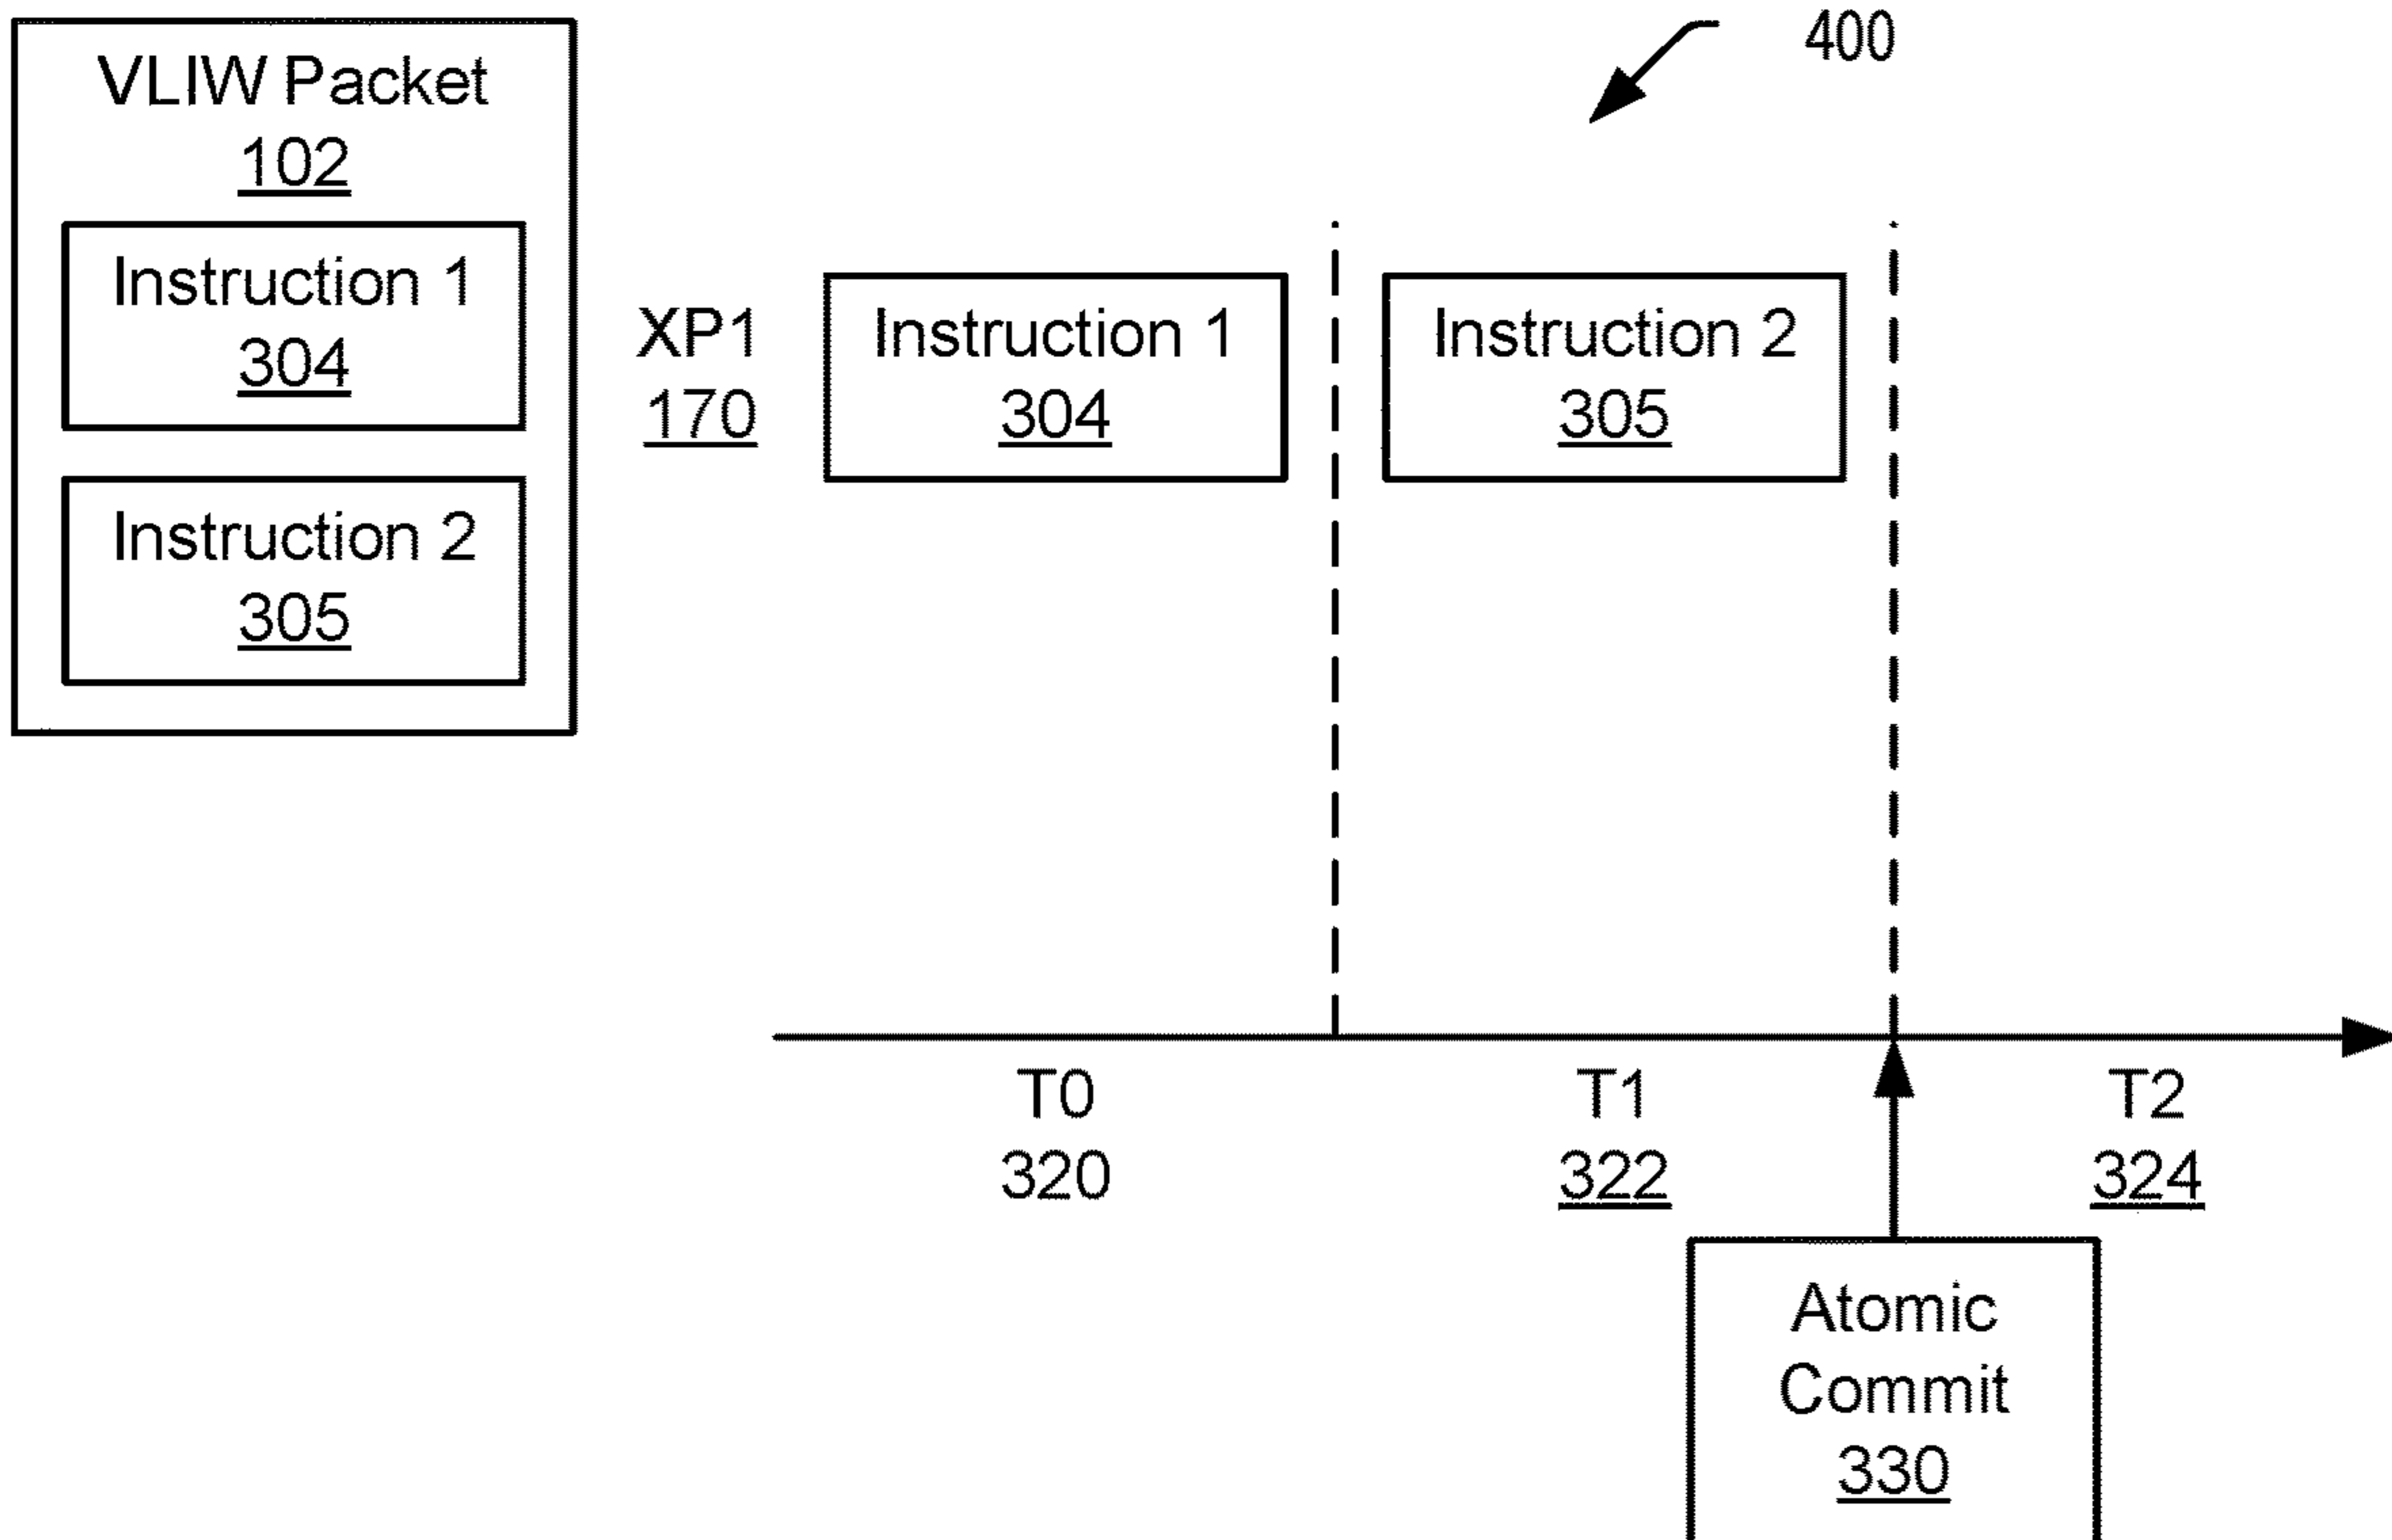 400
VLIW Packet
102
Instruction 1
304
Instruction 2
305
XP1
170
Instruction 1
304
Instruction 2
305
T0
320
T1
322
T2
324
Atomic
Commit
330